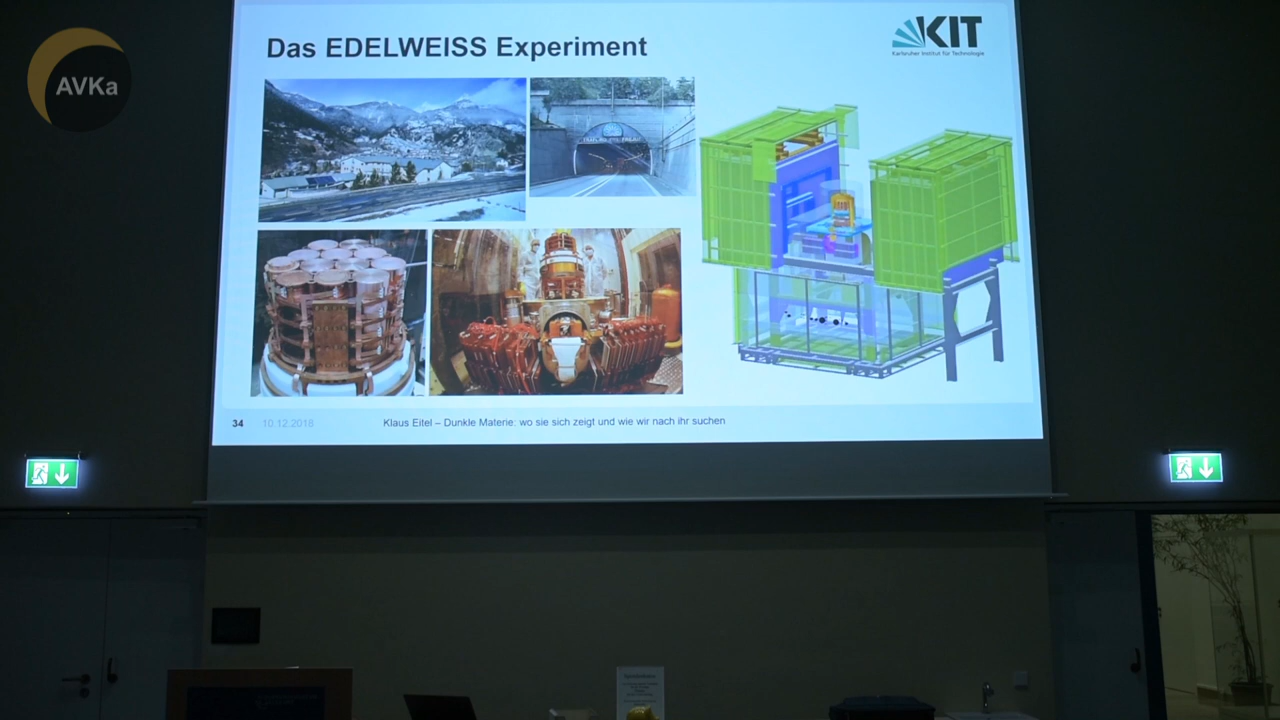 AVKa
Das EDELWEISS Experiment
KIT
Karlsruher Institut für Technologie
34
10.12.2018
Klaus Eitel – Dunkle Materie: wo sie sich zeigt und wie wir nach ihr suchen